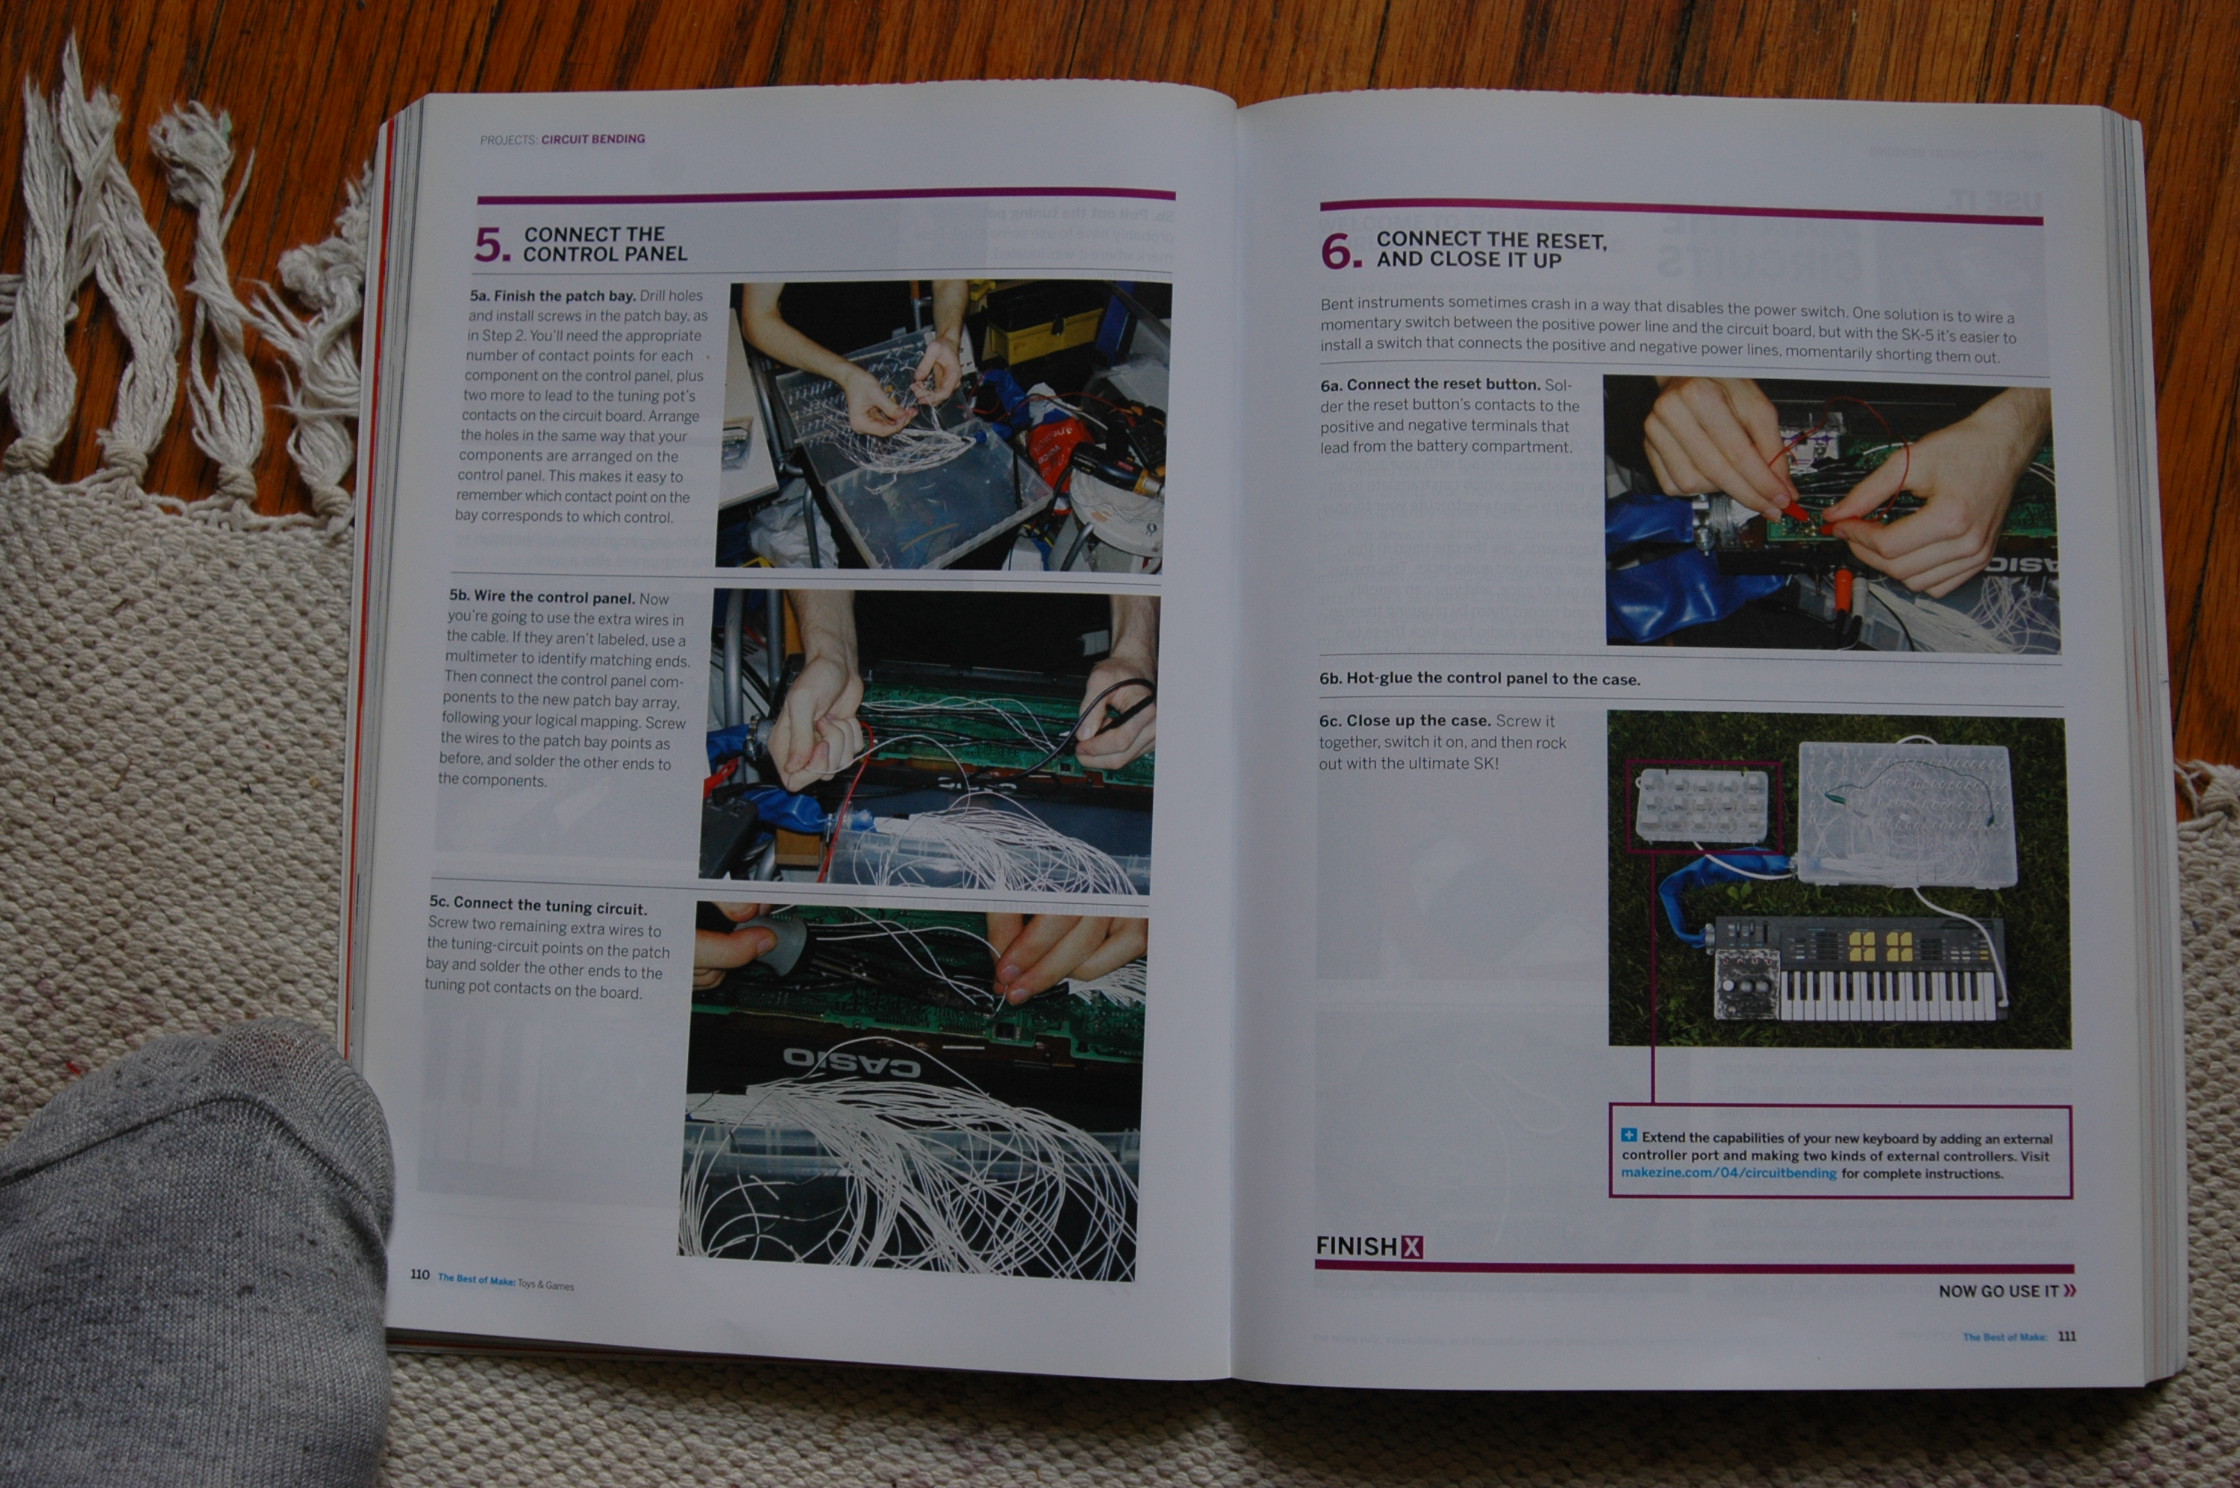 PROJECTS: CIRCUIT BENDING
5. CONNECT THE
CONTROL PANEL
5a. Finish the patch bay. Drill holes
and install screws in the patch bay, as
in Step 2. You'll need the appropriate
number of contact points for each
component on the control panel, plus
two more to lead to the tuning pot's
contacts on the circuit board. Arrange
the holes in the same way that your
components are arranged on the
control panel. This makes it easy to
remember which contact point on the
bay corresponds to which control.
5b. Wire the control panel. Now
you're going to use the extra wires in
the cable. If they aren't labeled, use a
multimeter to identify matching ends.
Then connect the control panel com-
ponents to the new patch bay array,
following your logical mapping. Screw
the wires to the patch bay points as
before, and solder the other ends to
the components.
5c. Connect the tuning circuit.
Screw two remaining extra wires to
the tuning-circuit points on the patch
bay and solder the other ends to the
tuning pot contacts on the board.
CASIO
110 The Best of Make: Toys & Games
6. CONNECT THE RESET,
AND CLOSE IT UP
Bent instruments sometimes crash in a way that disables the power switch. One solution is to wire a
momentary switch between the positive power line and the circuit board, but with the SK-5 it's easier to
install a switch that connects the positive and negative power lines, momentarily shorting them out.
6a. Connect the reset button. Sol-
der the reset button's contacts to the
positive and negative terminals that
lead from the battery compartment.
ASIO
6b. Hot-glue the control panel to the case.
6c. Close up the case. Screw it
together, switch it on, and then rock
out with the ultimate SK!
+ Extend the capabilities of your new keyboard by adding an external
controller port and making two kinds of external controllers. Visit
makezine.com/04/circuitbending for complete instructions.
FINISH X
NOW GO USE IT »
The Best of Make: 111